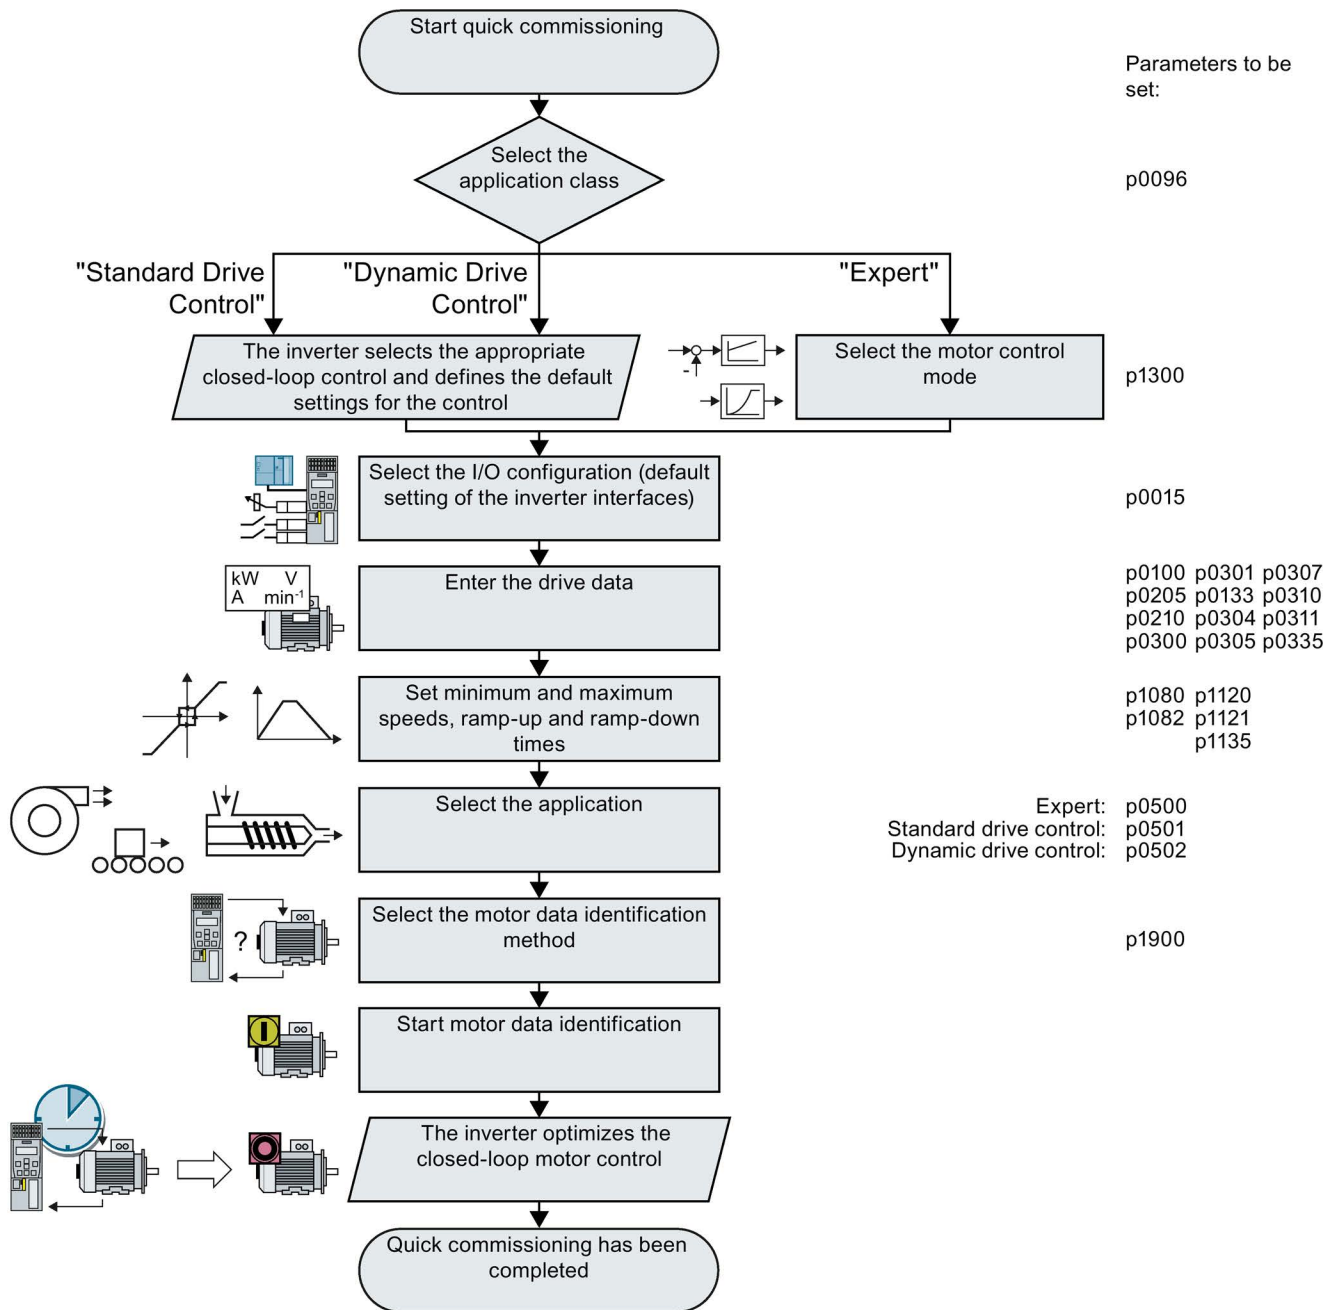 Start quick commissioning
Parameters to be
set:
Select the
application class
p0096
"Standard Drive
Control"
"Dynamic Drive
Control"
"Expert"
The inverter selects the appropriate
closed-loop control and defines the default
settings for the control
-
Select the motor control
mode
p1300
Select the I/O configuration (default
setting of the inverter interfaces)
p0015
kW V
A min-1
Enter the drive data
p0100 p0301 p0307
p0205 p0133 p0310
p0210 p0304 p0311
p0300 p0305 p0335
Set minimum and maximum
speeds, ramp-up and ramp-down
times
p1080 p1120
p1082 p1121
p1135
Select the application
Expert: p0500
Standard drive control: p0501
Dynamic drive control: p0502
?
Select the motor data identification
method
p1900
Start motor data identification
The inverter optimizes the
closed-loop motor control
Quick commissioning has been
completed